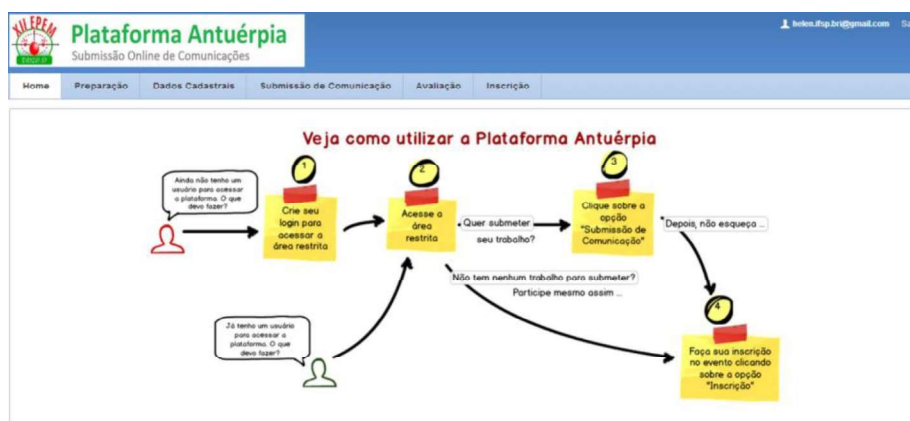 XILEPEM
Plataforma Antuérpia
Submissão Online de Comunicações
helen.ifsp.bri@gmail.com
Home Preparação Dados Cadastrais Submissão de Comunicação Avaliação Inscrição
Veja como utilizar a Plataforma Antuérpia
Ainda não tenho um
usuário para acessar
a plataforma. O que
devo fazer?
1
Crie seu
login para
acessar a
área restrita
2
Acesse a
área
restrita
Quer submeter
seu trabalho?
3
Clique sobre a
opção
"Submissão de
Comunicação"
Depois, não esqueça ...
Não tem nenhum trabalho para submeter?
Participe mesmo assim ...
Já tenho um usuário
para acessar a
plataforma. O que
devo fazer?
4
Faça sua inscrição
no evento clicando
sobre a opção
"Inscrição"